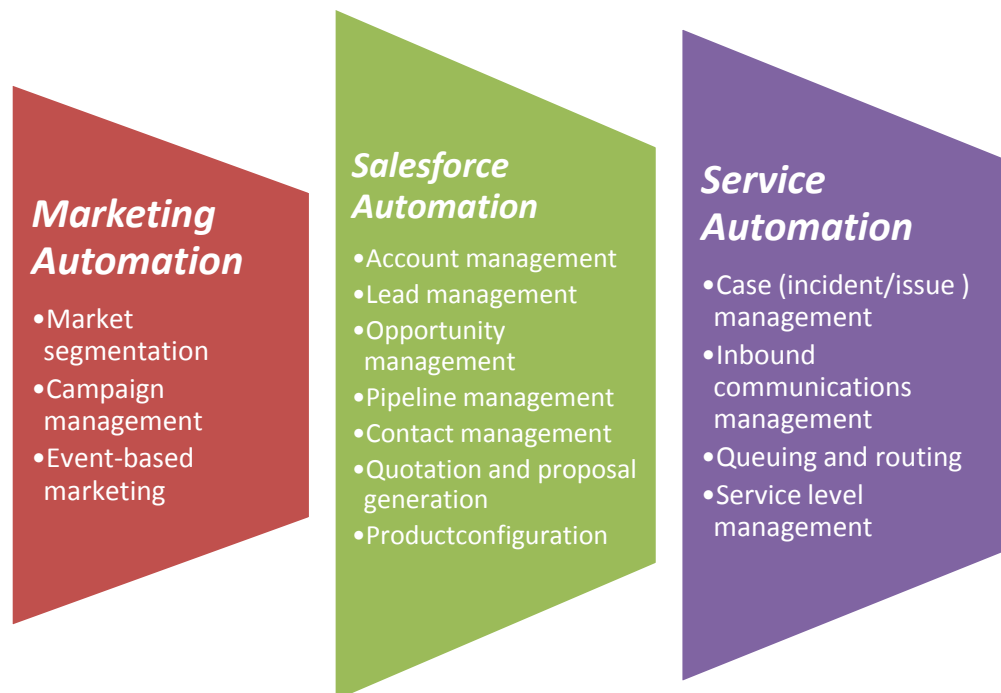 Marketing
Automation
•Market
segmentation
•Campaign
management
•Event-based
marketing
Salesforce
Automation
•Account management
•Lead management
•Opportunity
management
•Pipeline management
•Contact management
•Quotation and proposal
generation
•Productconfiguration
Service
Automation
•Case (incident/issue )
management
•Inbound
communications
management
•Queuing and routing
•Service level
management